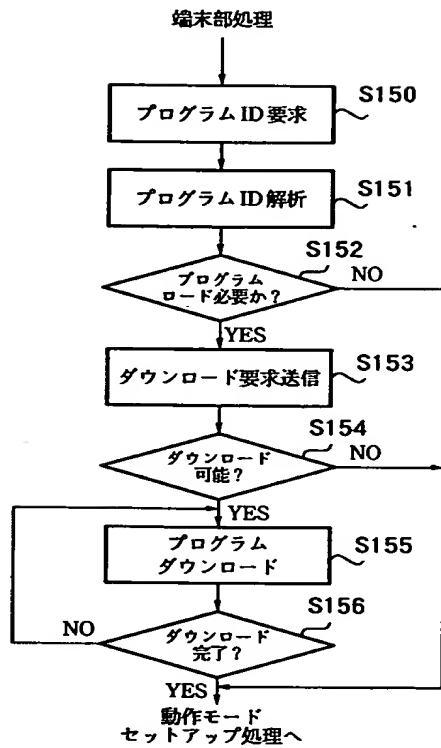 端末部処理
S150
プログラム ID 要求
S151
プログラム ID 解析
S152
プログラム
ロード必要か？
NO
YES
S153
ダウンロード要求送信
S154
ダウンロード
可能？
NO
YES
S155
プログラム
ダウンロード
S156
ダウンロード
完了？
NO
YES
動作モード
セットアップ処理へ